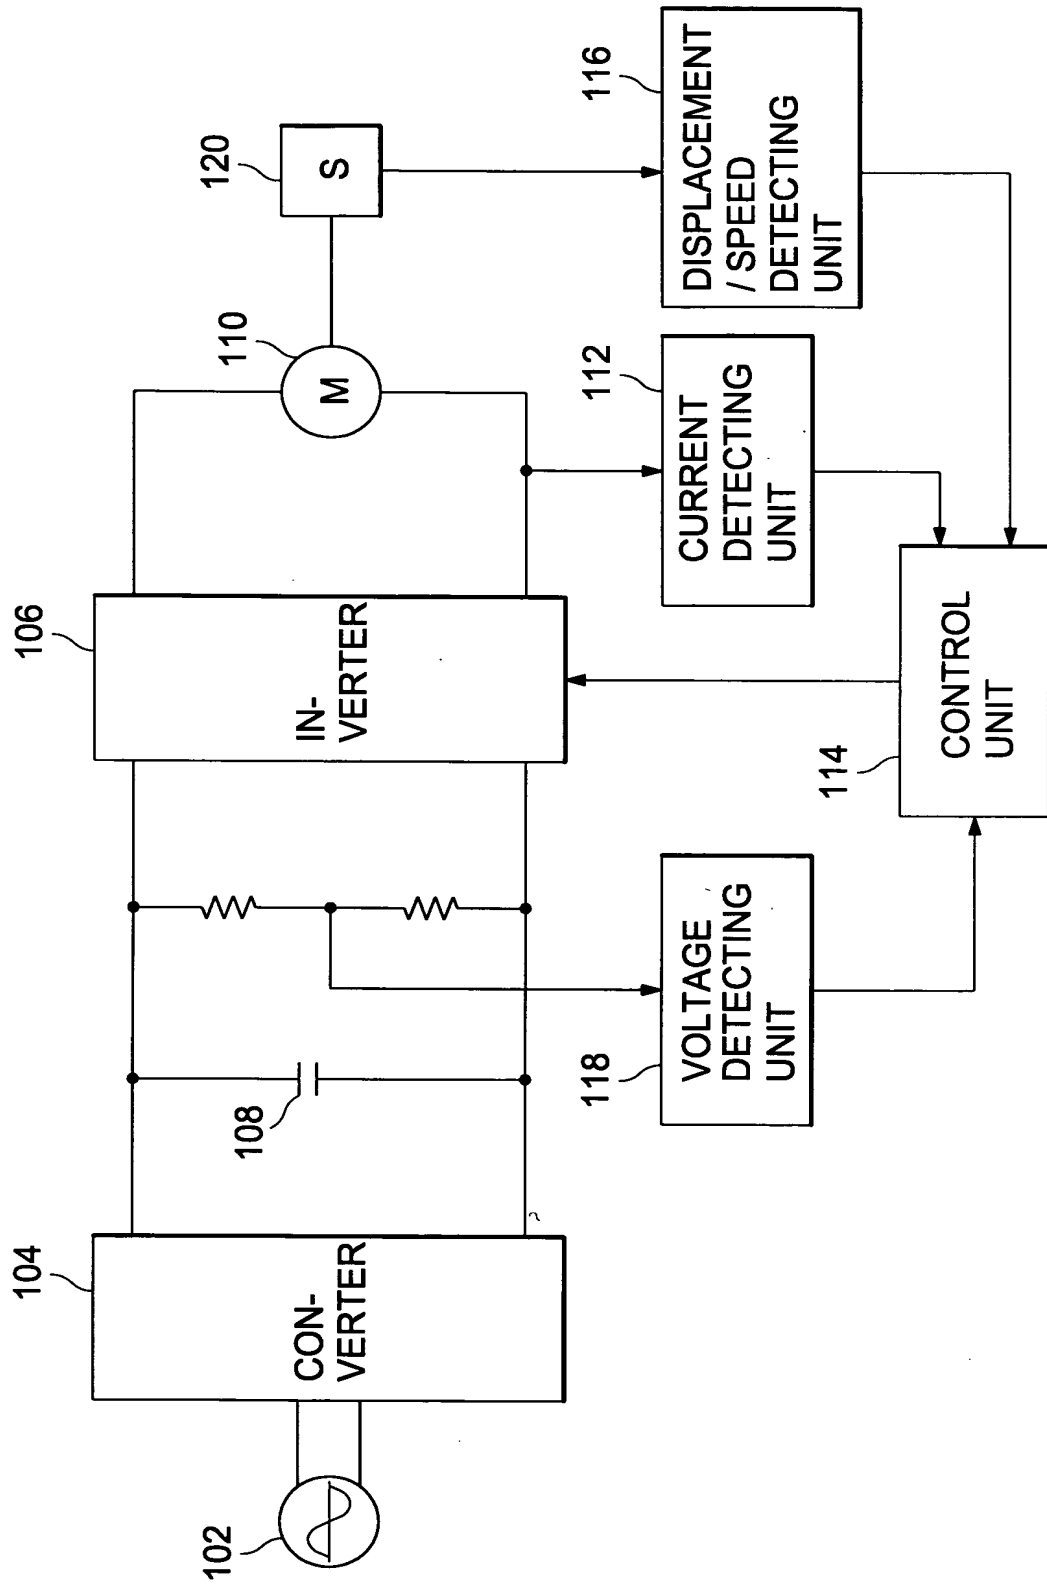 102
104
CON-
VERTER
108
106
IN-
VERTER
110
M
120
S
118
VOLTAGE
DETECTING
UNIT
114
CONTROL
UNIT
112
CURRENT
DETECTING
UNIT
116
DISPLACEMENT
/ SPEED
DETECTING
UNIT